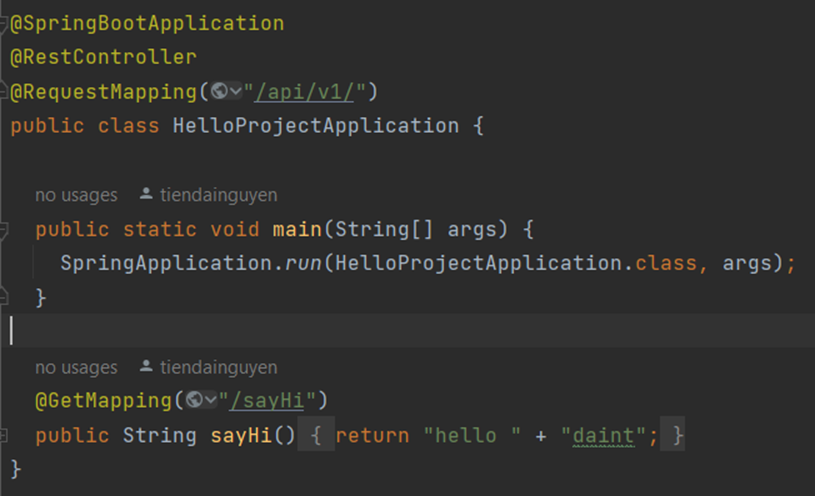 @SpringBootApplication
@RestController
@RequestMapping("/api/v1/")
public class HelloProjectApplication {
no usages tiendainguyen
public static void main(String[] args) {
SpringApplication.run(HelloProjectApplication.class, args);
}
no usages tiendainguyen
@GetMapping("/sayHi")
public String sayHi() { return "hello " + "daint"; }
}